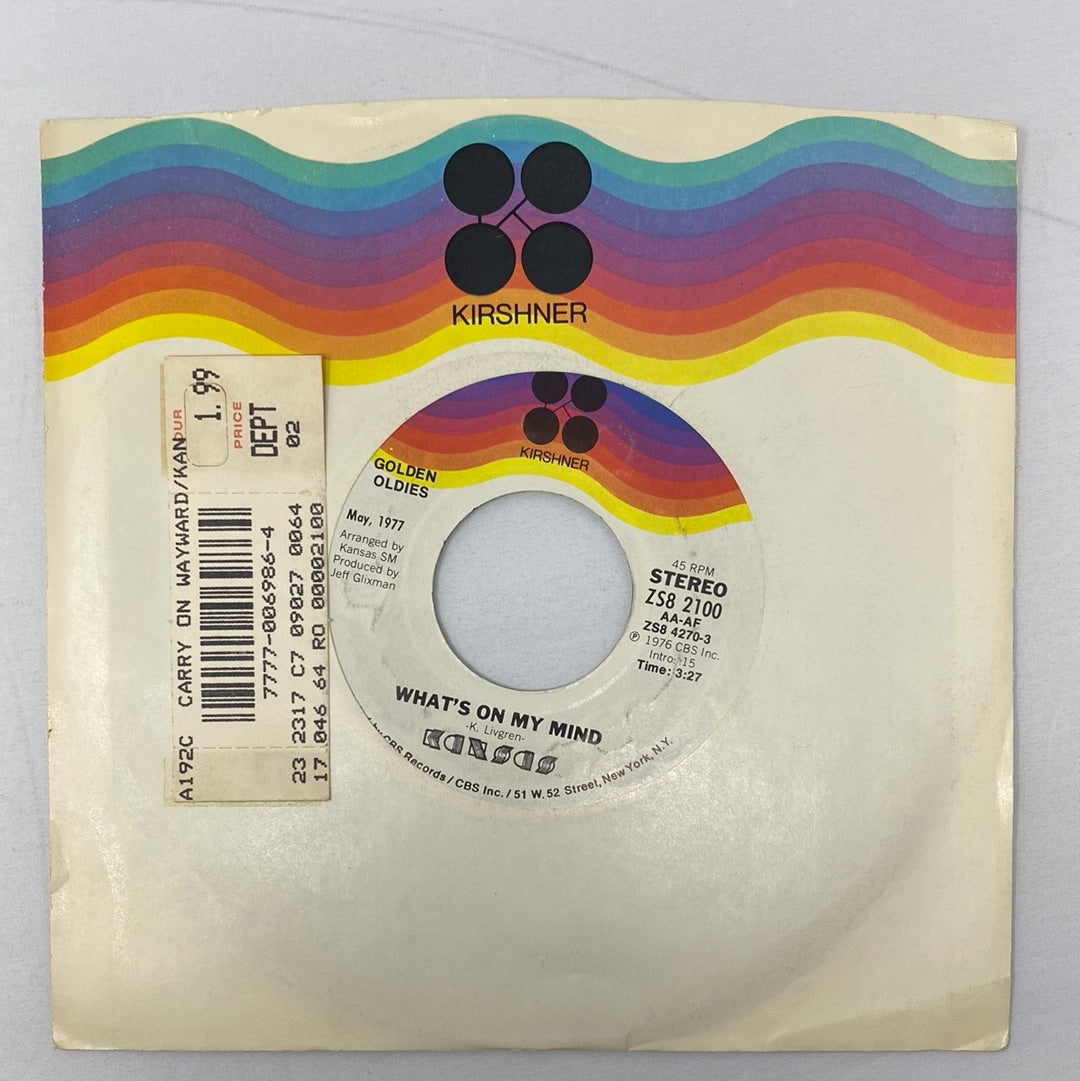 KIRSHNER
OUR
1.99
PRICE
DEPT
02
A192C CARRY ON WAYWARD/KAN
7777-006986-4
23 2317 C7 09027 0064
17 046 64 RO 00002100
KIRSHNER
GOLDEN
OLDIES
May, 1977
Arranged by
Kansas SM
Produced by
Jeff Glixman
45 RPM
STEREO
ZS8 2100
AA-AF
ZS8 4270-3
℗ 1976 CBS Inc.
Intro: :15
Time: 3:27
WHAT'S ON MY MIND
-K. Livgren-
KANSAS
by CBS Records / CBS Inc. / 51 W. 52 Street, New York, N.Y.